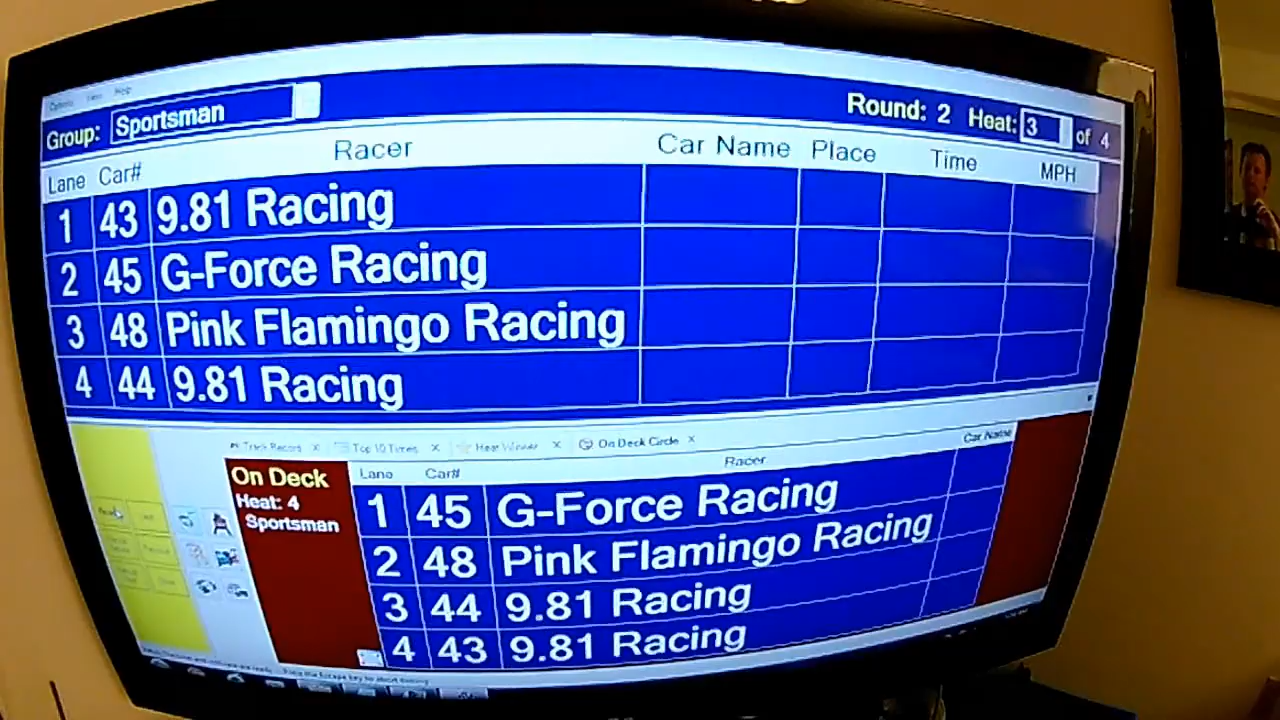 Options View Help
Group: Sportsman Round: 2 Heat: 3 of 4
Lane Car# Racer Car Name Place Time MPH
1 43 9.81 Racing
2 45 G-Force Racing
3 48 Pink Flamingo Racing
4 44 9.81 Racing
Track Record Top 10 Times Heat Winner On Deck Circle
On Deck
Heat: 4
Sportsman
Lane Car# Racer Car Name
1 45 G-Force Racing
2 48 Pink Flamingo Racing
3 44 9.81 Racing
4 43 9.81 Racing